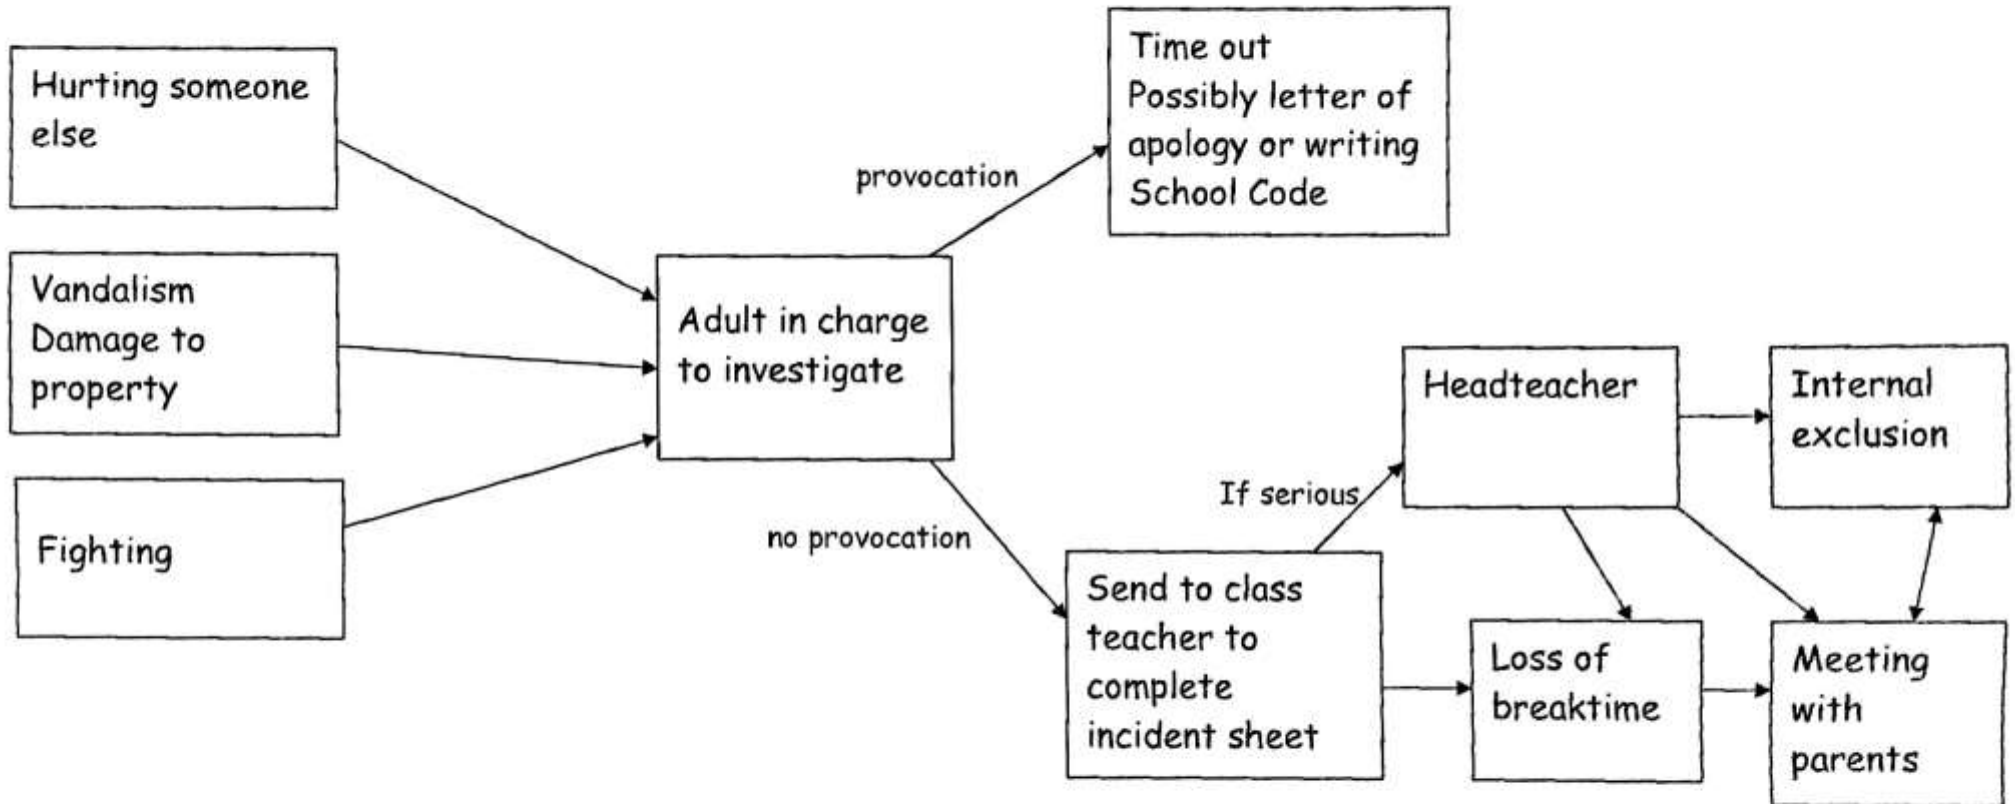 Hurting someone
else
Vandalism
Damage to
property
Fighting
Adult in charge
to investigate
provocation
no provocation
Time out
Possibly letter of
apology or writing
School Code
Send to class
teacher to
complete
incident sheet
If serious
Headteacher
Internal
exclusion
Loss of
breaktime
Meeting
with
parents